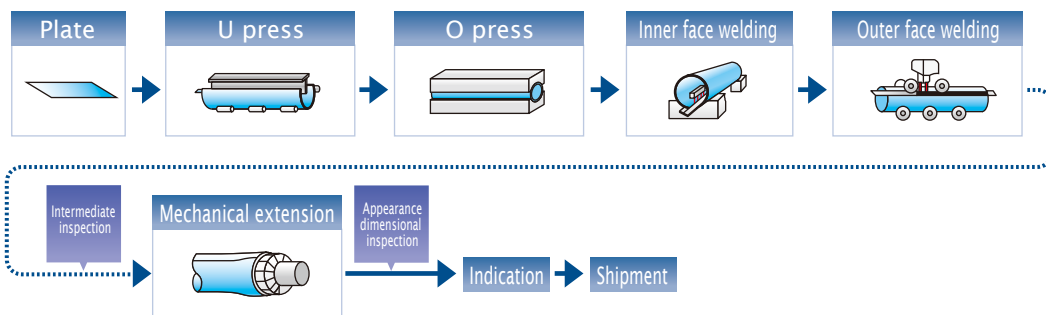 Plate
U press
O press
Inner face welding
Outer face welding
Intermediate
inspection
Mechanical extension
Appearance
dimensional
inspection
Indication
Shipment